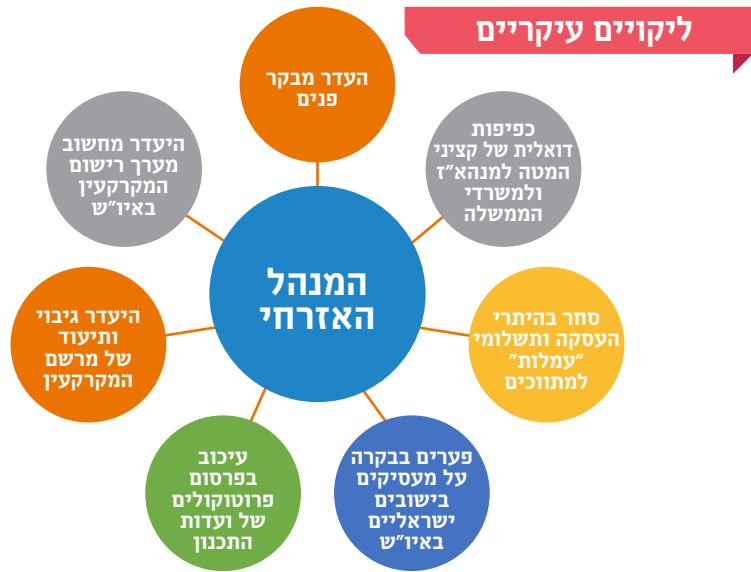 ליקויים עיקריים
העדר מבקר
פנים
כפיפות
דואלית של קציני
המטה למנהא"ז
ולמשרדי
הממשלה
סחר בהיתרי
העסקה ותשלומי
"עמלות"
למתווכים
פערים בבקרה
על מעסיקים
בישובים
ישראליים
באיו"ש
עיכוב
בפרסום
פרוטוקולים
של ועדות
התכנון
היעדר גיבוי
ותיעוד
של מרשם
המקרקעין
היעדר מחשוב
מערך רישום
המקרקעין
באיו"ש
המנהל
האזרחי